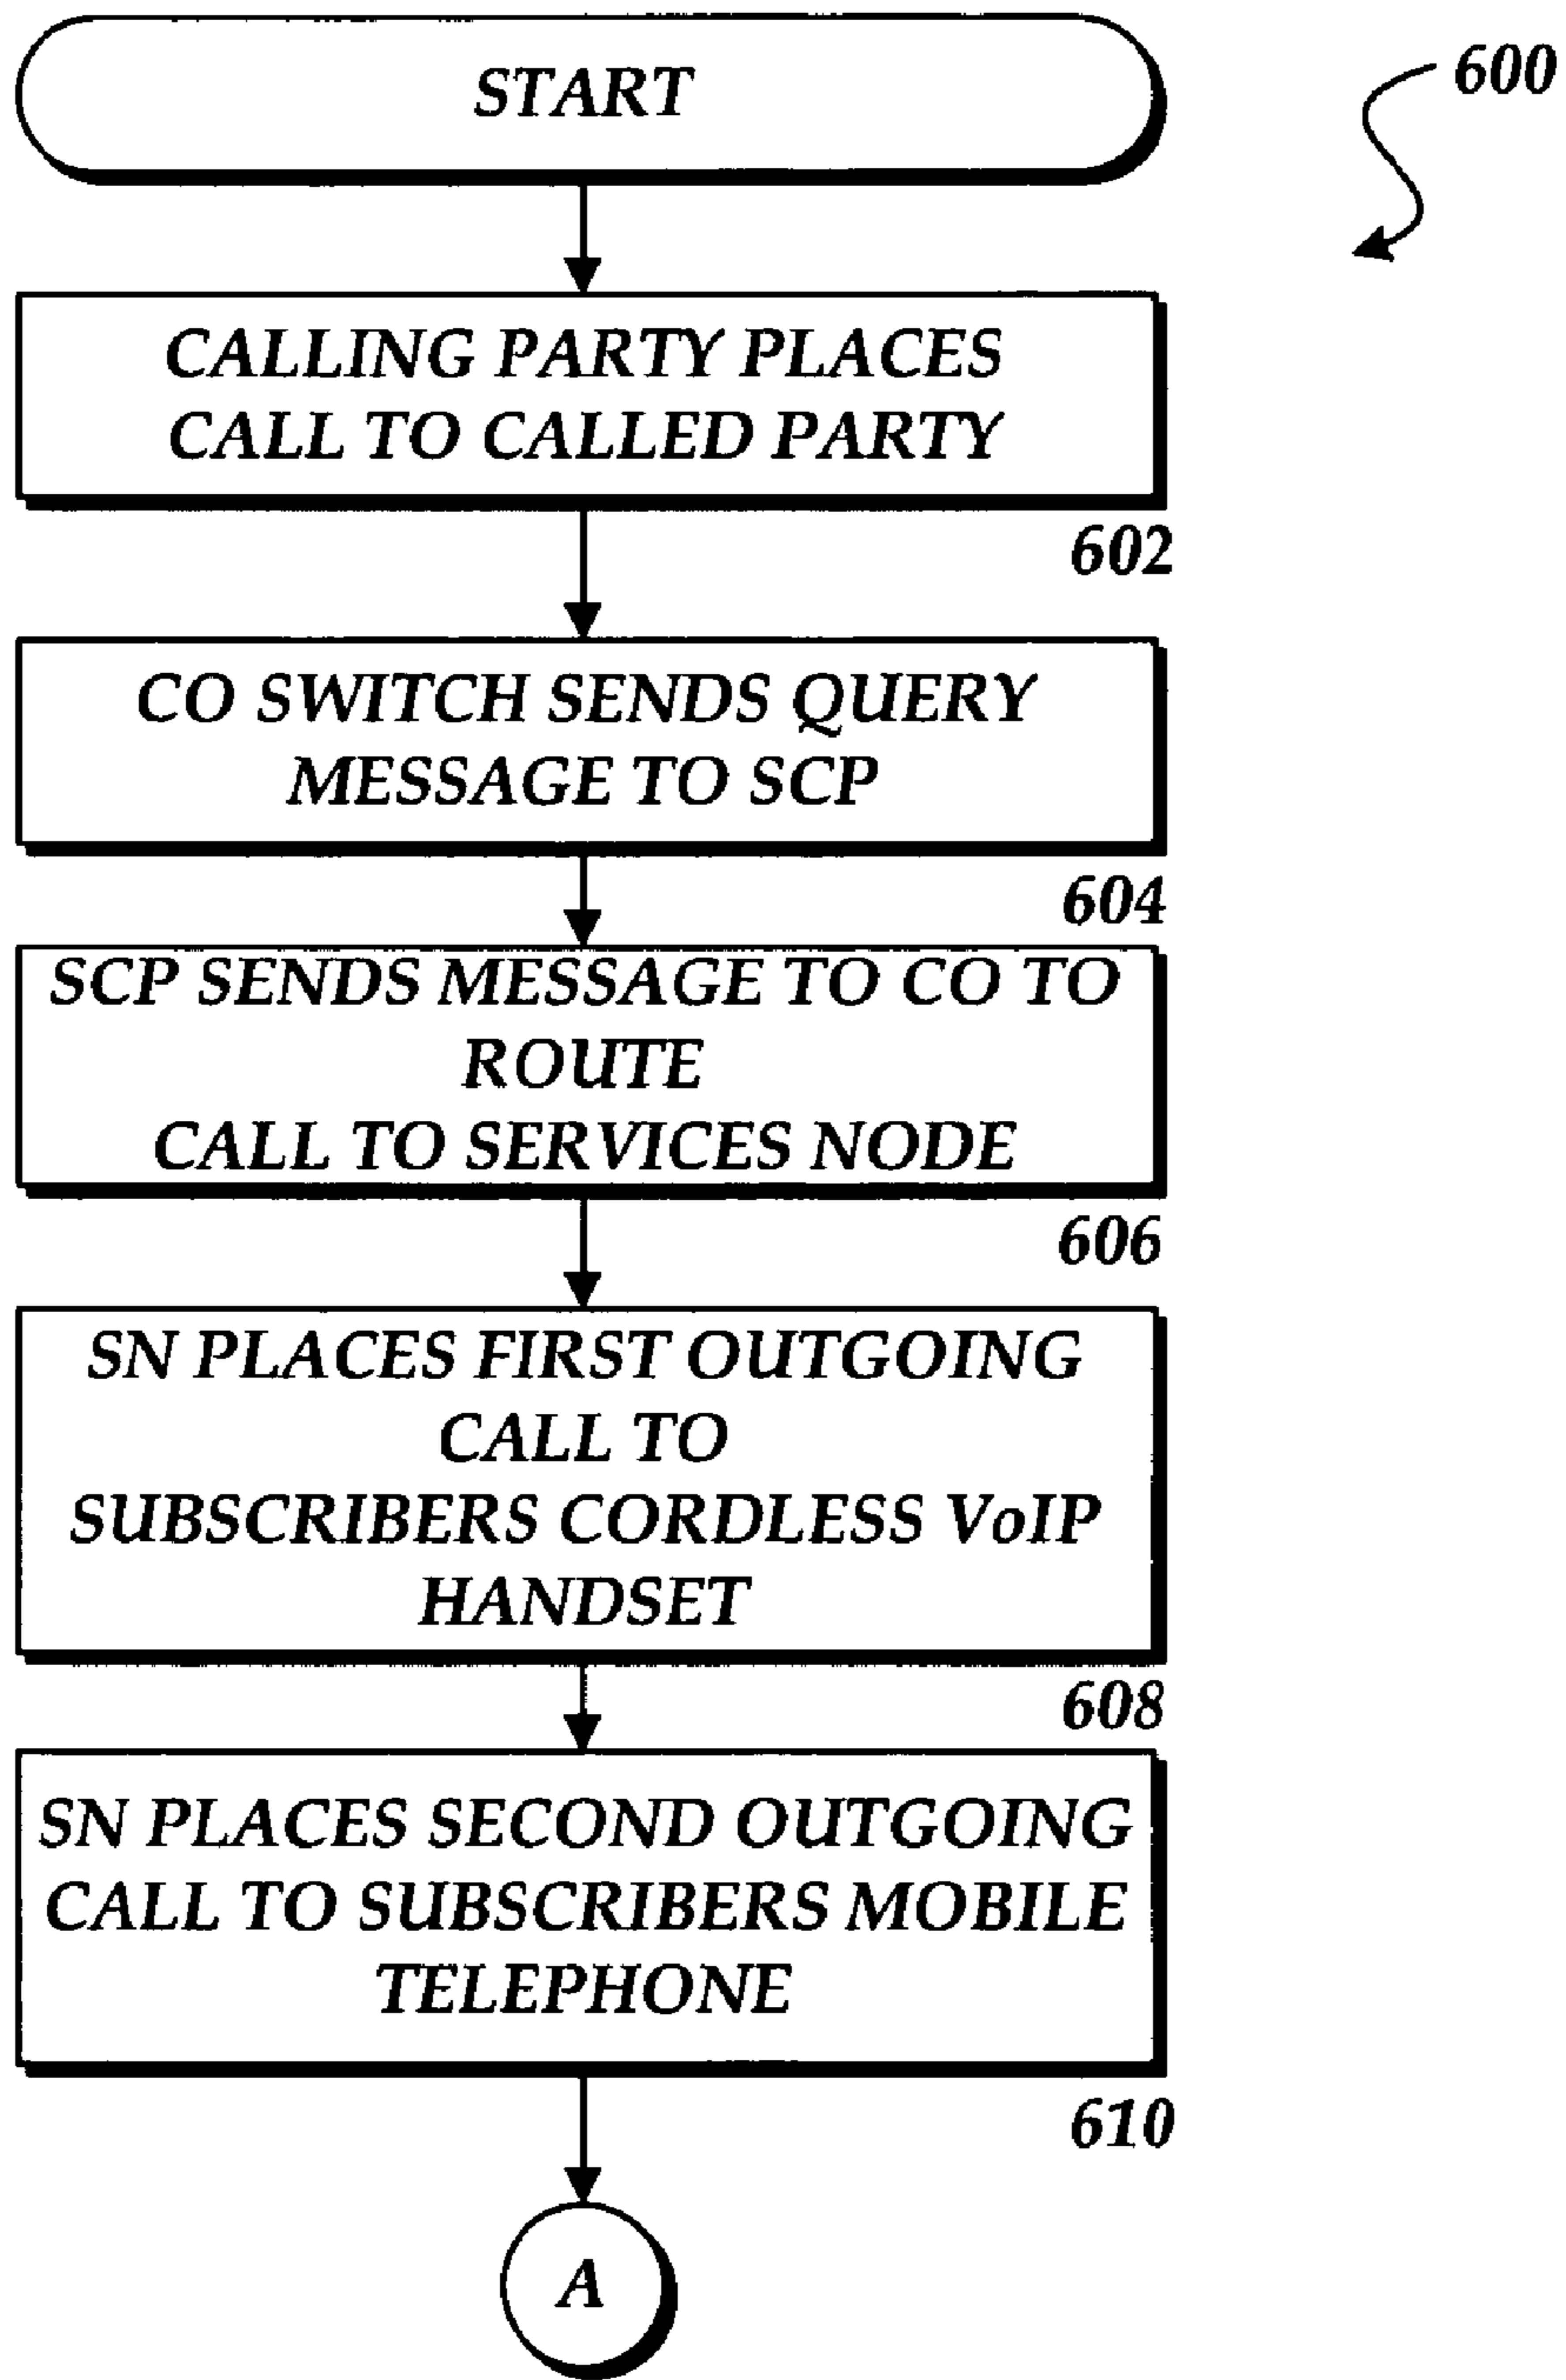 START
600
CALLING PARTY PLACES
CALL TO CALLED PARTY
602
CO SWITCH SENDS QUERY
MESSAGE TO SCP
604
SCP SENDS MESSAGE TO CO TO
ROUTE
CALL TO SERVICES NODE
606
SN PLACES FIRST OUTGOING
CALL TO
SUBSCRIBERS CORDLESS VoIP
HANDSET
608
SN PLACES SECOND OUTGOING
CALL TO SUBSCRIBERS MOBILE
TELEPHONE
610
A